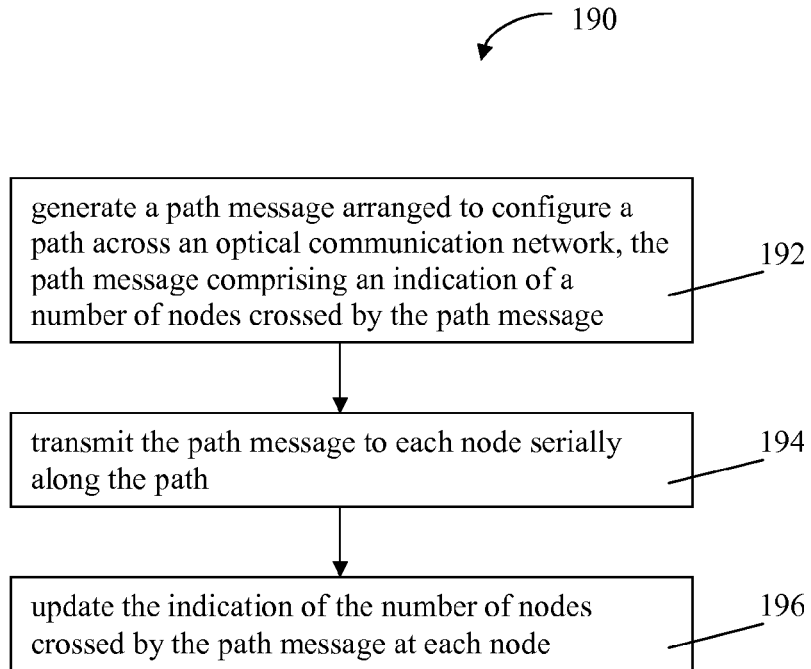 190
generate a path message arranged to configure a
path across an optical communication network, the
path message comprising an indication of a
number of nodes crossed by the path message
192
transmit the path message to each node serially
along the path
194
update the indication of the number of nodes
crossed by the path message at each node
196